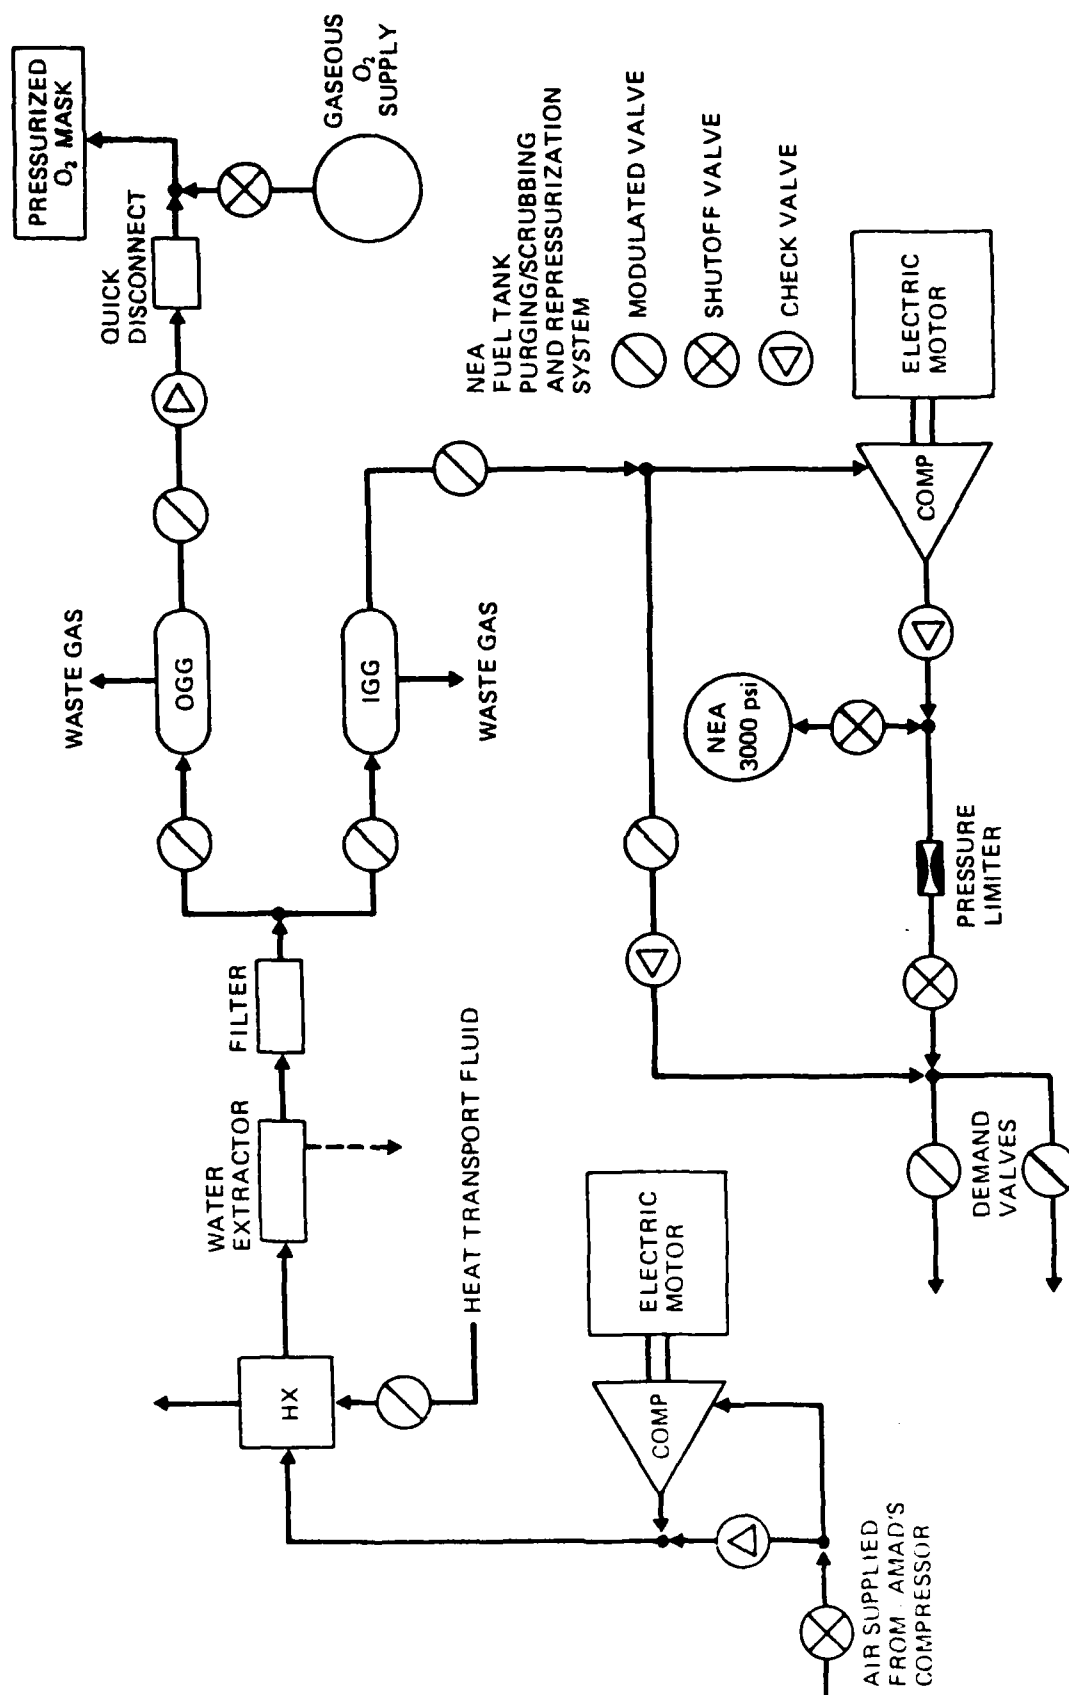 PRESSURIZED
O₂ MASK
QUICK
DISCONNECT
GASEOUS
O₂
SUPPLY
WASTE GAS
OGG
IGG
WASTE GAS
NEA
FUEL TANK
PURGING/SCRUBBING
AND REPRESSURIZATION
SYSTEM
MODULATED VALVE
SHUTOFF VALVE
CHECK VALVE
FILTER
WATER
EXTRACTOR
HX
HEAT TRANSPORT FLUID
ELECTRIC
MOTOR
COMP
NEA
3000 psi
PRESSURE
LIMITER
ELECTRIC
MOTOR
COMP
DEMAND
VALVES
AIR SUPPLIED
FROM AMAD'S
COMPRESSOR